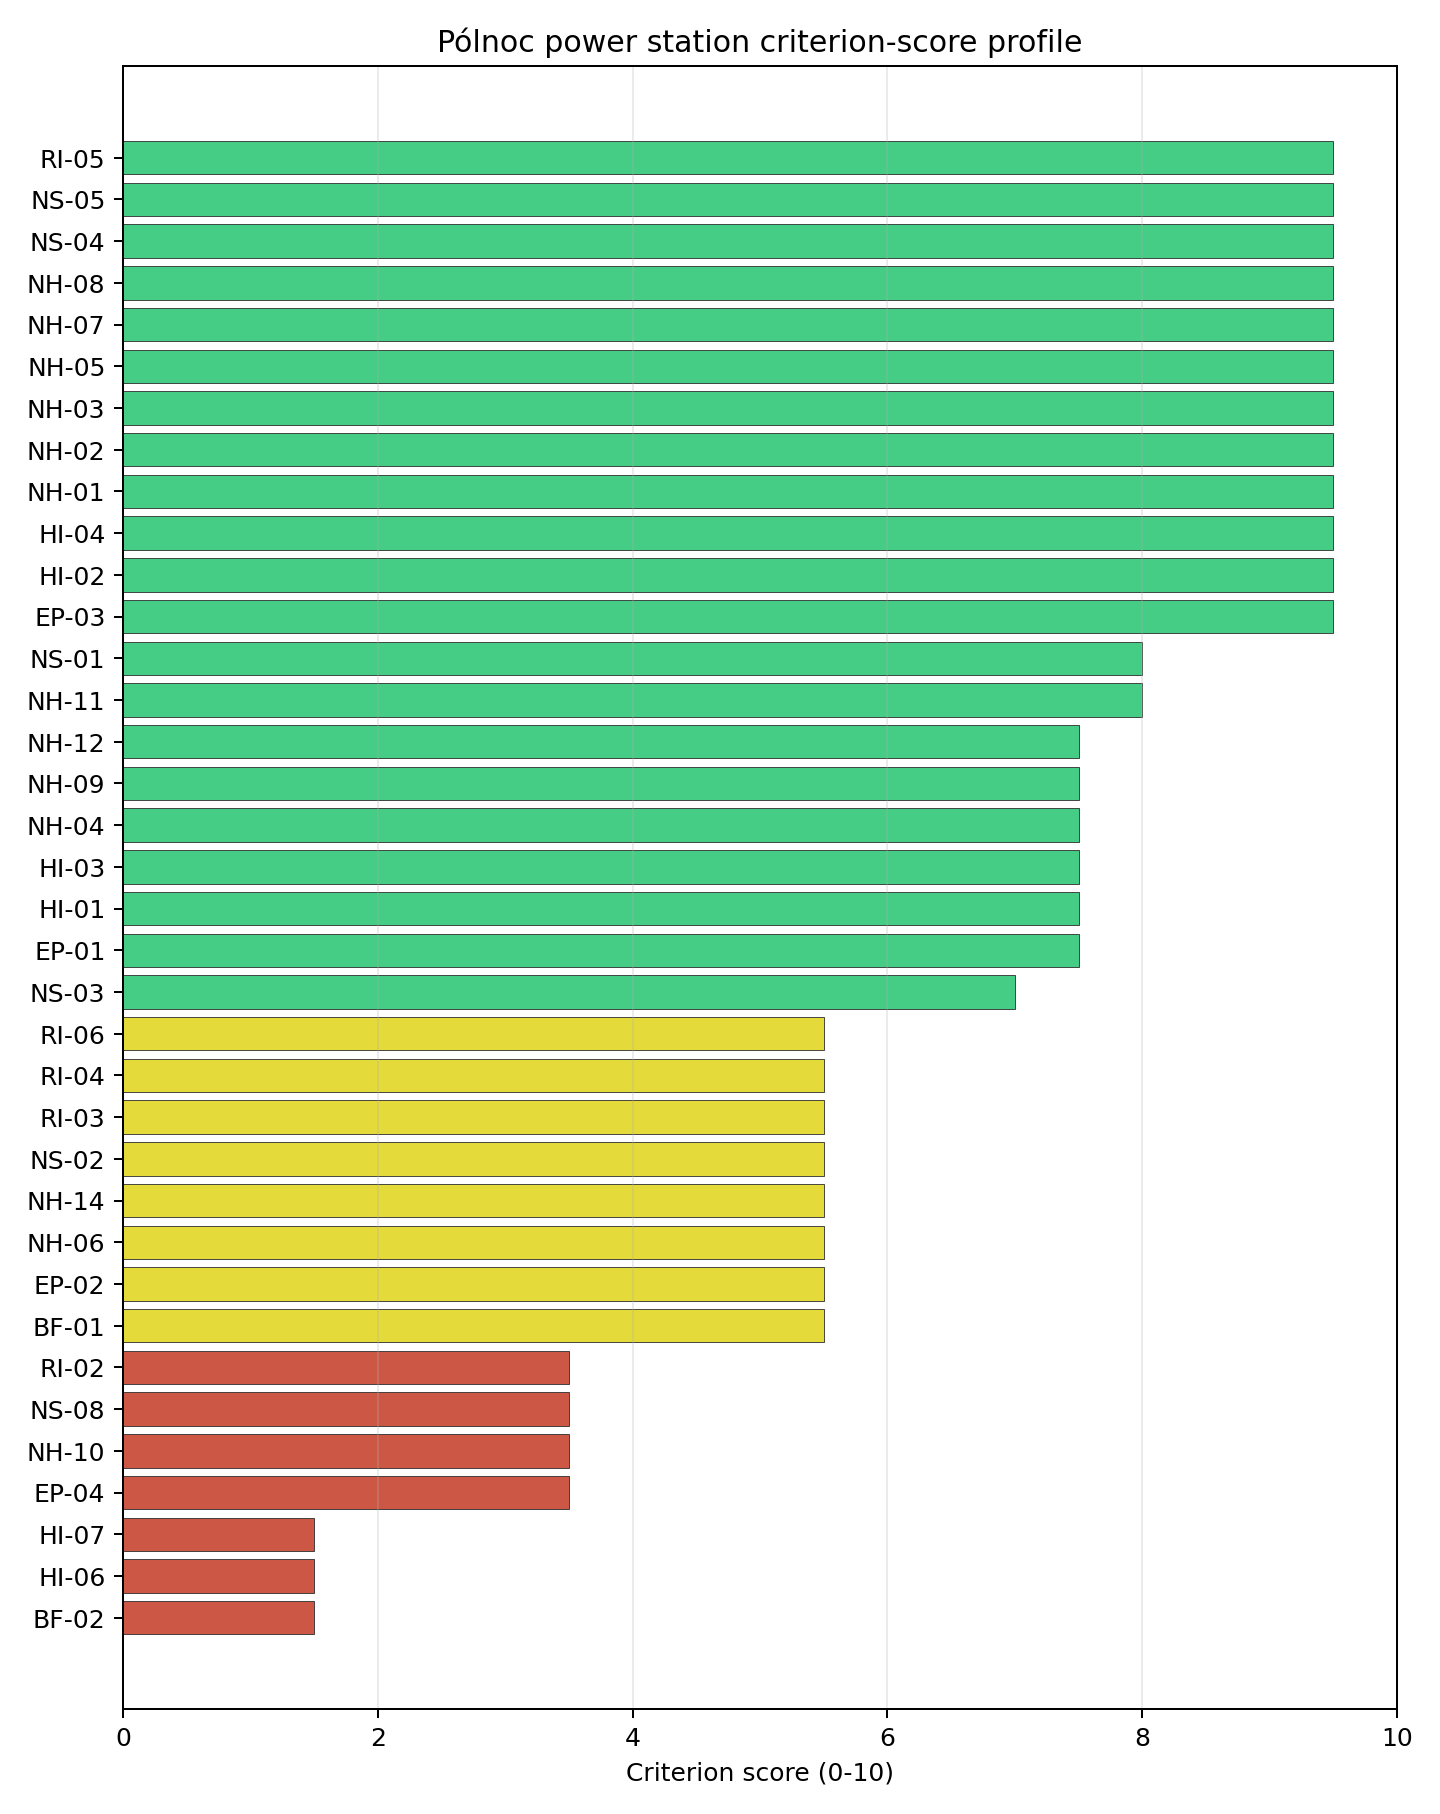 Pólnoc power station criterion-score profile
RI-05
NS-05
NS-04
NH-08
NH-07
NH-05
NH-03
NH-02
NH-01
HI-04
HI-02
EP-03
NS-01
NH-11
NH-12
NH-09
NH-04
HI-03
HI-01
EP-01
NS-03
RI-06
RI-04
RI-03
NS-02
NH-14
NH-06
EP-02
BF-01
RI-02
NS-08
NH-10
EP-04
HI-07
HI-06
BF-02
0 2 4 6 8 10
Criterion score (0-10)